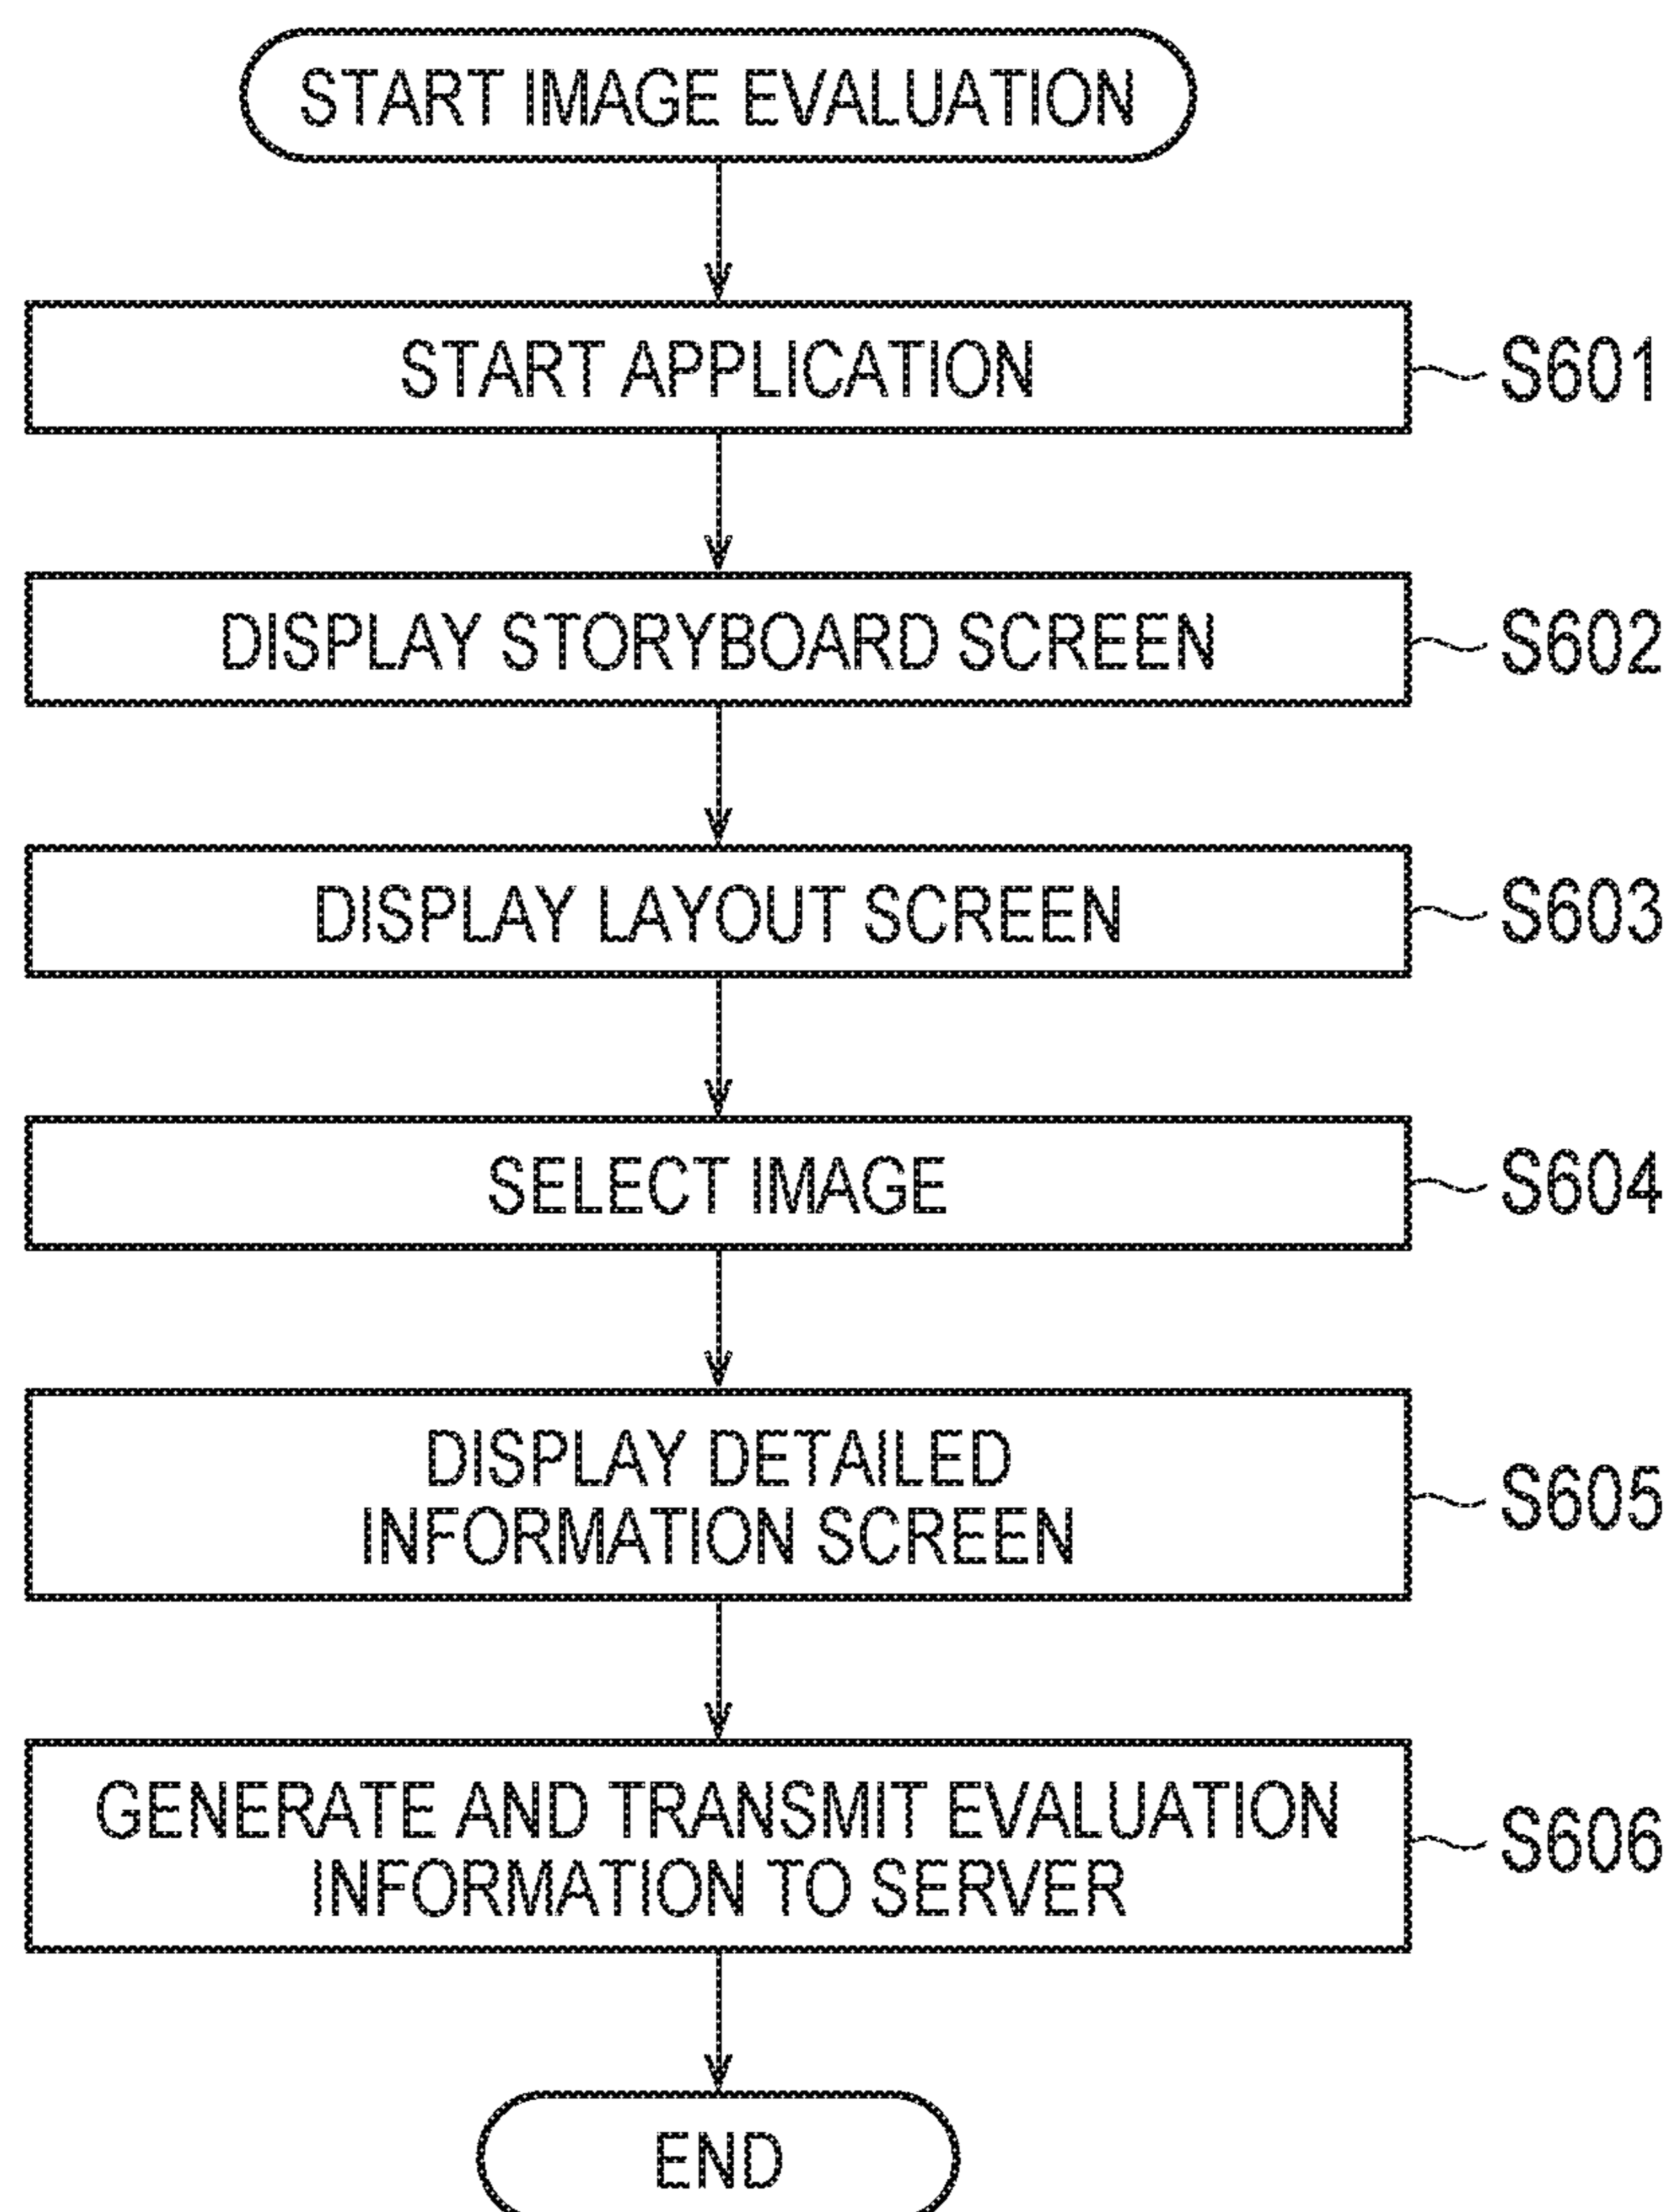 START IMAGE EVALUATION
START APPLICATION
S601
DISPLAY STORYBOARD SCREEN
S602
DISPLAY LAYOUT SCREEN
S603
SELECT IMAGE
S604
DISPLAY DETAILED
INFORMATION SCREEN
S605
GENERATE AND TRANSMIT EVALUATION
INFORMATION TO SERVER
S606
END